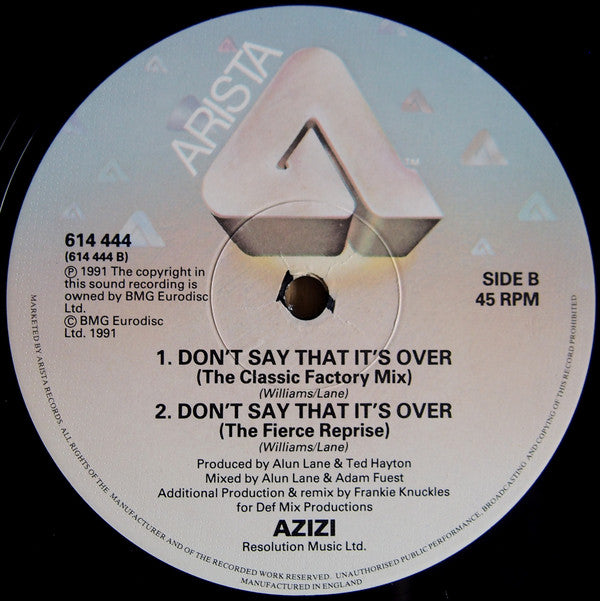 ARISTA
™
614 444
(614 444 B)
Ⓟ 1991 The copyright in
this sound recording is
owned by BMG Eurodisc
Ltd.
© BMG Eurodisc
Ltd. 1991
SIDE B
45 RPM
1. DON'T SAY THAT IT'S OVER
(The Classic Factory Mix)
(Williams/Lane)
2. DON'T SAY THAT IT'S OVER
(The Fierce Reprise)
(Williams/Lane)
Produced by Alun Lane & Ted Hayton
Mixed by Alun Lane & Adam Fuest
Additional Production & remix by Frankie Knuckles
for Def Mix Productions
AZIZI
Resolution Music Ltd.
MARKETED BY ARISTA RECORDS. ALL RIGHTS OF THE MANUFACTURER AND OF THE RECORDED WORK RESERVED. UNAUTHORISED PUBLIC PERFORMANCE, BROADCASTING AND COPYING OF THIS RECORD PROHIBITED
MANUFACTURED IN ENGLAND